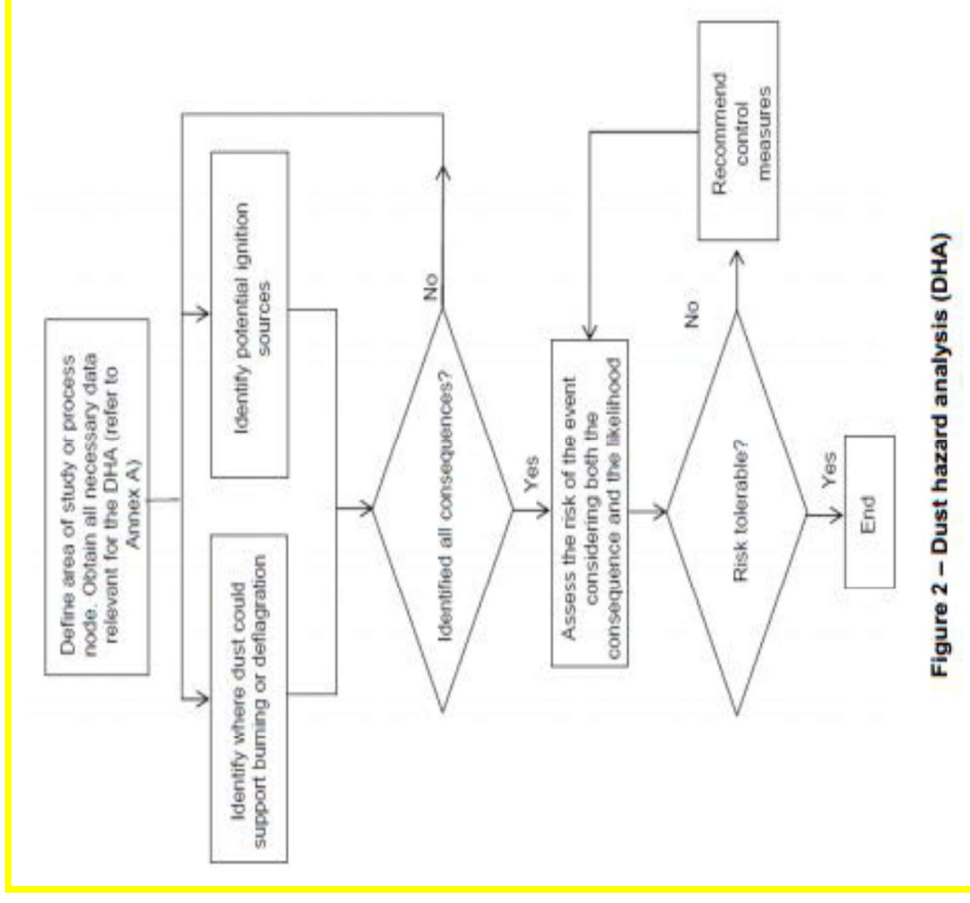 Define area of study or process
node. Obtain all necessary data
relevant for the DHA (refer to
Annex A)
Identify where dust could
support burning or deflagration
Identify potential ignition
sources
Identified all consequences?
No
Yes
Assess the risk of the event
considering both the
consequence and the likelihood
Risk tolerable?
No
Recommend
control
measures
Yes
End
Figure 2 – Dust hazard analysis (DHA)